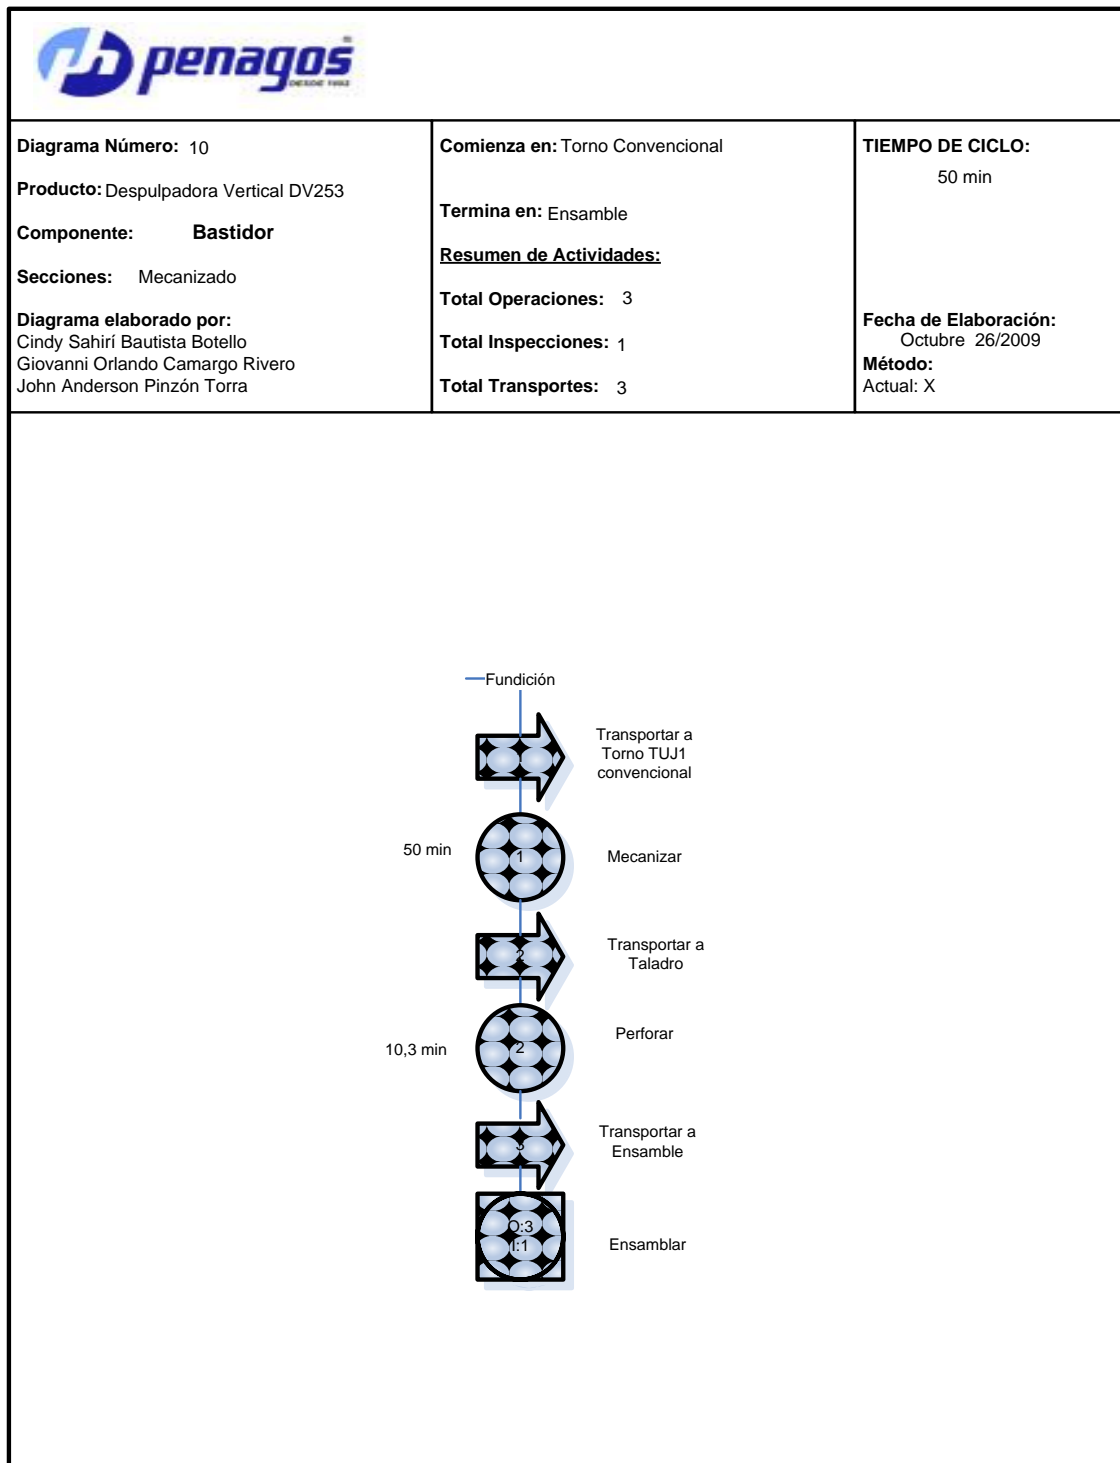 penagos
DESDE 1892
Diagrama Número: 10
Producto: Despulpadora Vertical DV253
Componente: Bastidor
Secciones: Mecanizado
Diagrama elaborado por:
Cindy Sahirí Bautista Botello
Giovanni Orlando Camargo Rivero
John Anderson Pinzón Torra
Comienza en: Torno Convencional
Termina en: Ensamble
Resumen de Actividades:
Total Operaciones: 3
Total Inspecciones: 1
Total Transportes: 3
TIEMPO DE CICLO:
50 min
Fecha de Elaboración:
Octubre 26/2009
Método:
Actual: X
Fundición
Transportar a
Torno TUJ1
convencional
50 min
1
Mecanizar
2
Transportar a
Taladro
10,3 min
2
Perforar
3
Transportar a
Ensamble
O:3
I:1
Ensamblar